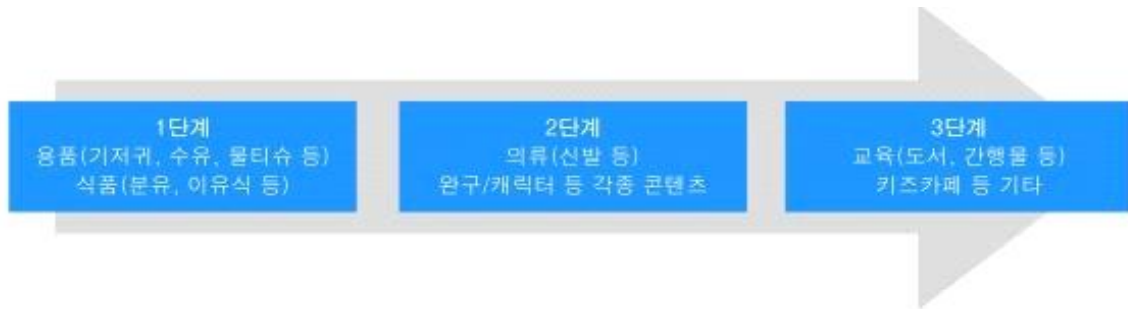 1단계
용품(기저귀, 수유, 물티슈 등)
식품(분유, 이유식 등)
2단계
의류(신발 등)
완구/캐릭터 등 각종 콘텐츠
3단계
교육(도서, 간행물 등)
키즈카페 등 기타